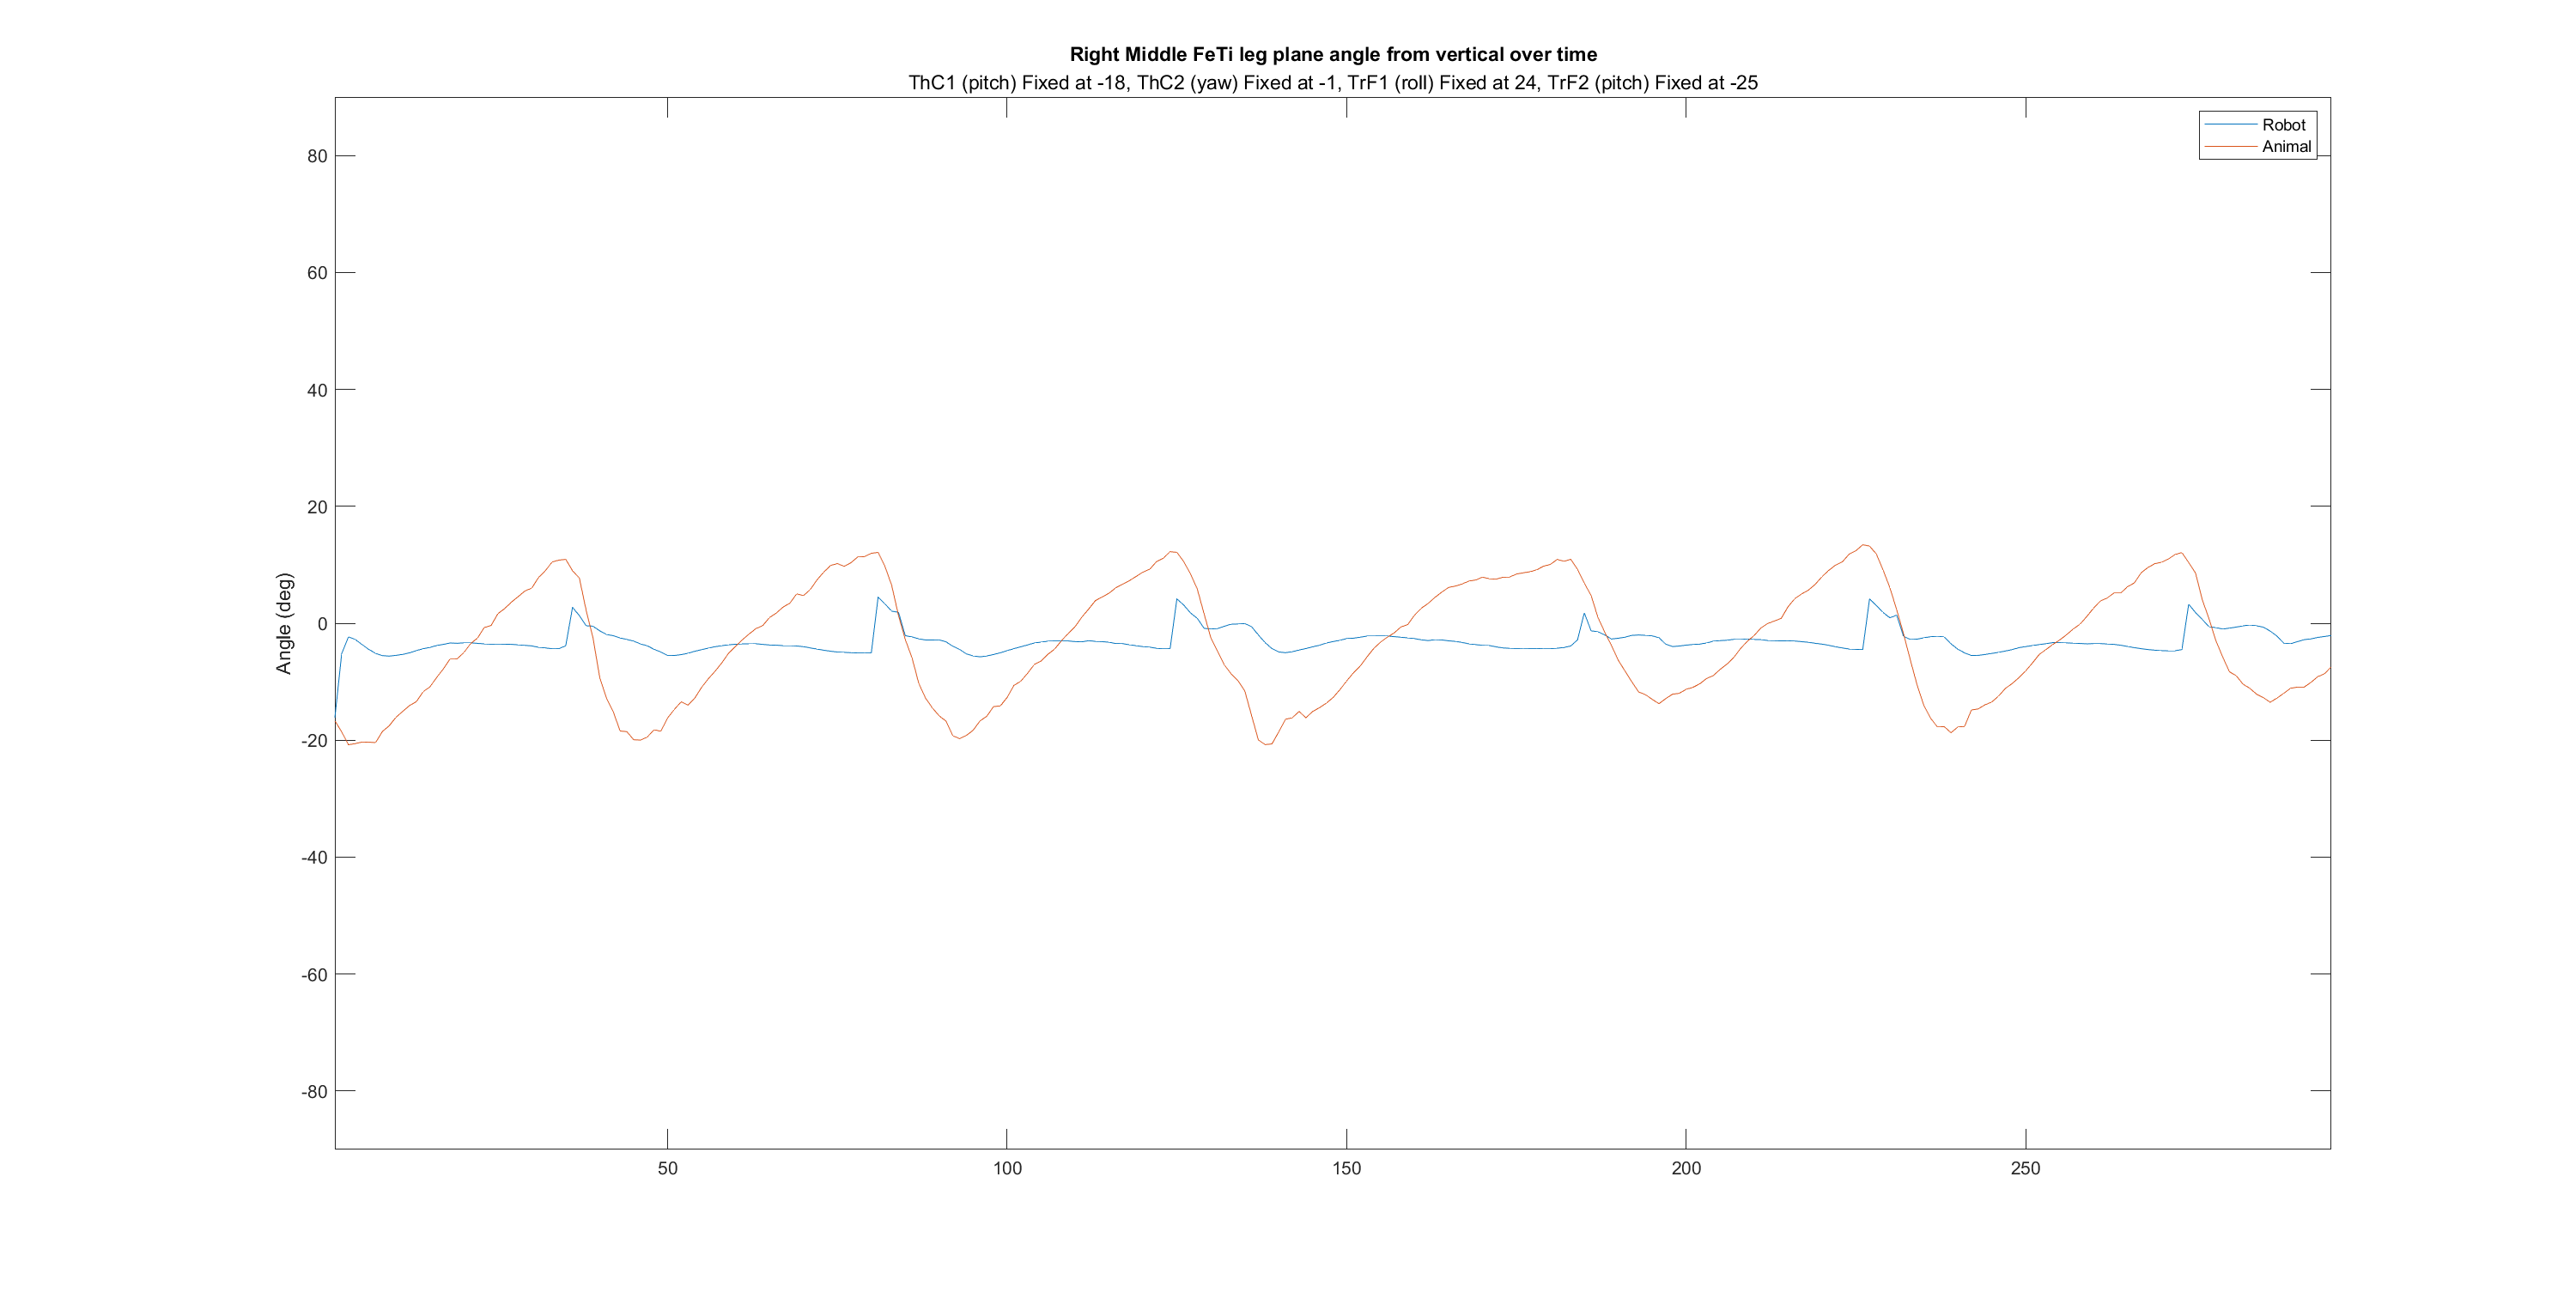 Right Middle FeTi leg plane angle from vertical over time
ThC1 (pitch) Fixed at -18, ThC2 (yaw) Fixed at -1, TrF1 (roll) Fixed at 24, TrF2 (pitch) Fixed at -25
Robot
Animal
80
60
40
20
0
-20
-40
-60
-80
Angle (deg)
50
100
150
200
250